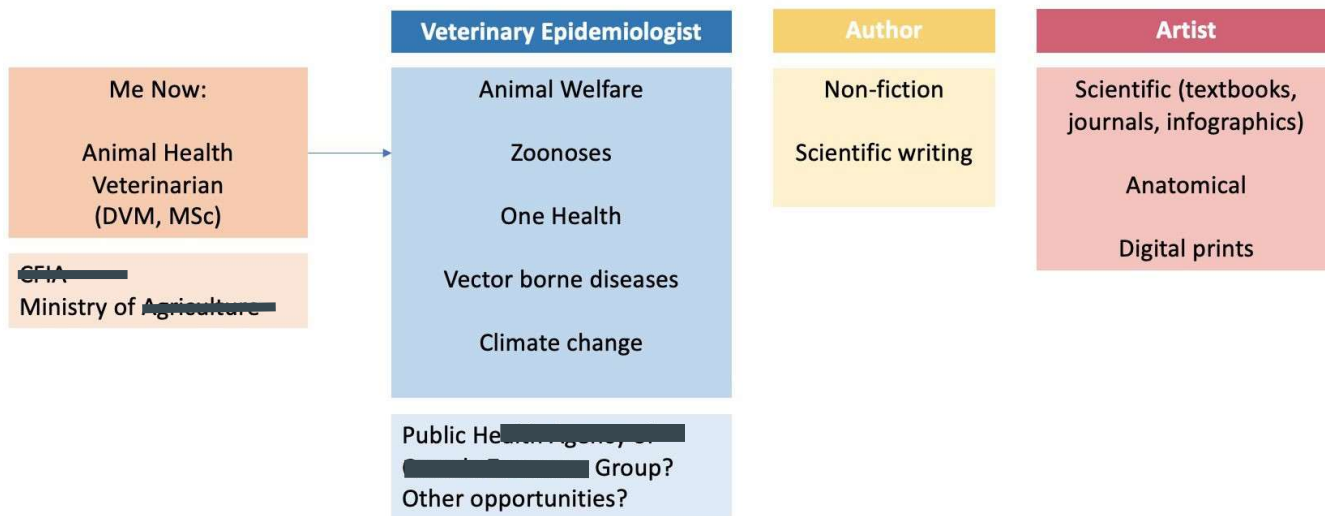 Veterinary Epidemiologist
Author
Artist
Me Now:
Animal Health
Veterinarian
(DVM, MSc)
Ministry of
Animal Welfare
Zoonoses
One Health
Vector borne diseases
Climate change
Public
Group?
Other opportunities?
Non-fiction
Scientific writing
Scientific (textbooks,
journals, infographics)
Anatomical
Digital prints